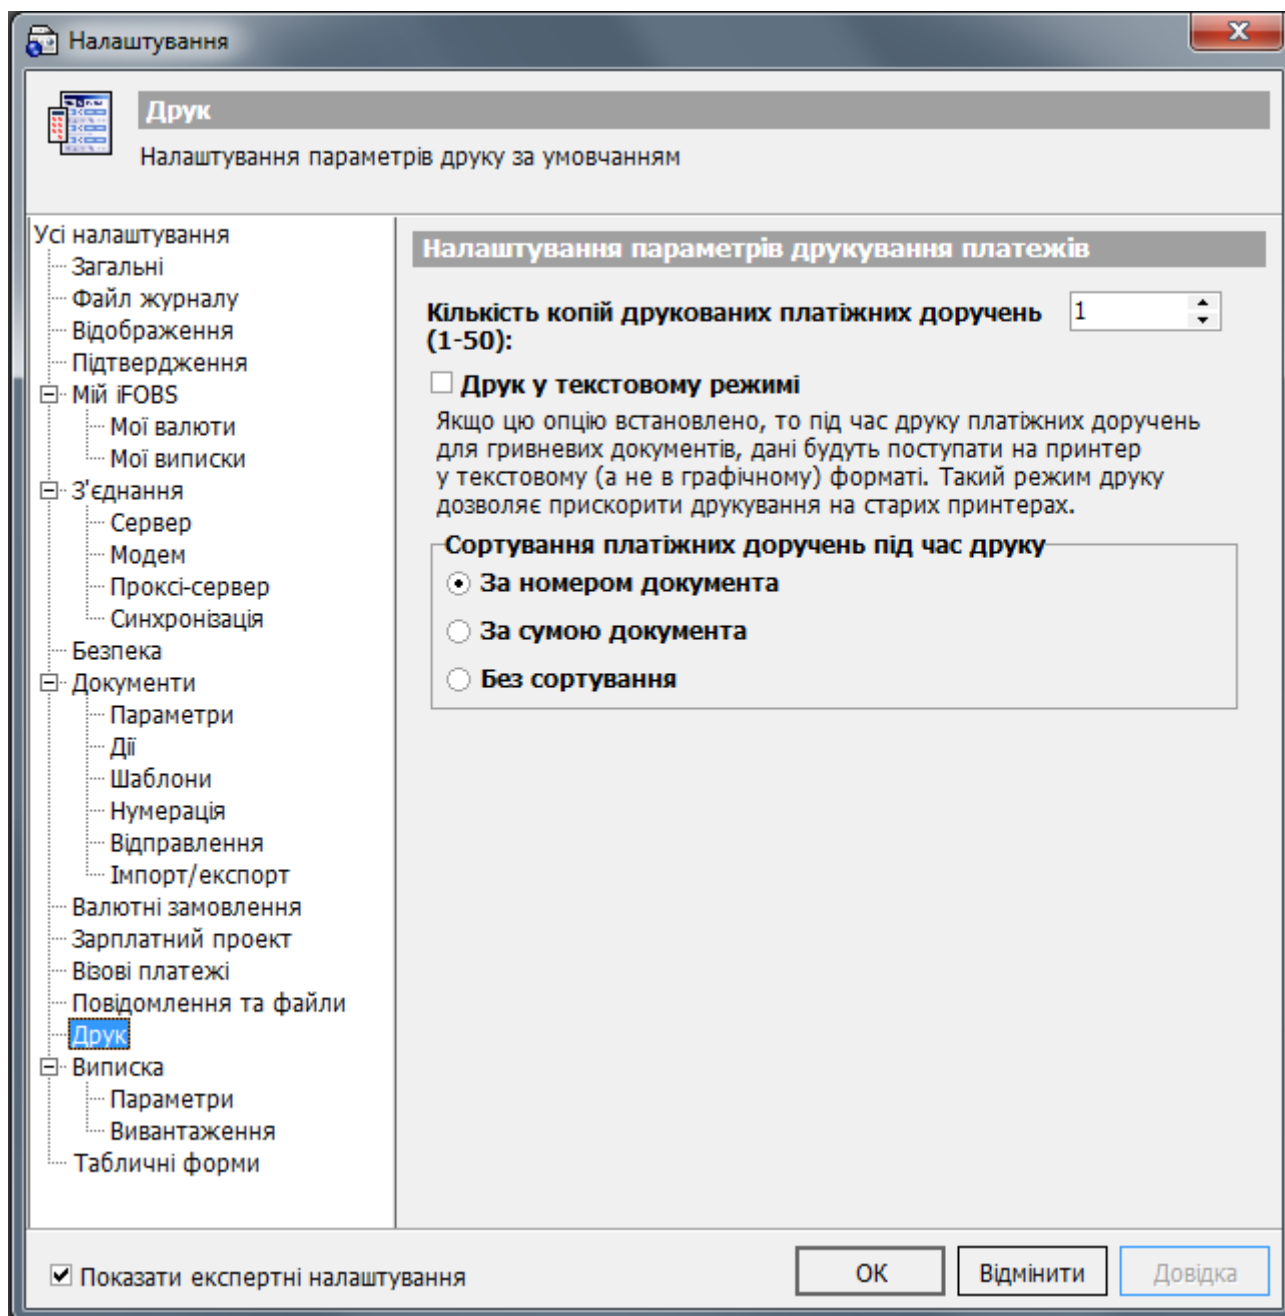 Налаштування
Друк
Налаштування параметрів друку за умовчанням
Усі налаштування
Загальні
Файл журналу
Відображення
Підтвердження
Мій iFOBS
Мої валюти
Мої виписки
З'єднання
Сервер
Модем
Проксі-сервер
Синхронізація
Безпека
Документи
Параметри
Дії
Шаблони
Нумерація
Відправлення
Імпорт/експорт
Валютні замовлення
Зарплатний проект
Візові платежі
Повідомлення та файли
Друк
Виписка
Параметри
Вивантаження
Табличні форми
Налаштування параметрів друкування платежів
Кількість копій друкованих платіжних доручень
(1-50):
1
Друк у текстовому режимі
Якщо цю опцію встановлено, то під час друку платіжних доручень
для гривневих документів, дані будуть поступати на принтер
у текстовому (а не в графічному) форматі. Такий режим друку
дозволяє прискорити друкування на старих принтерах.
Сортування платіжних доручень під час друку
За номером документа
За сумою документа
Без сортування
Показати експертні налаштування
ОК
Відмінити
Довідка